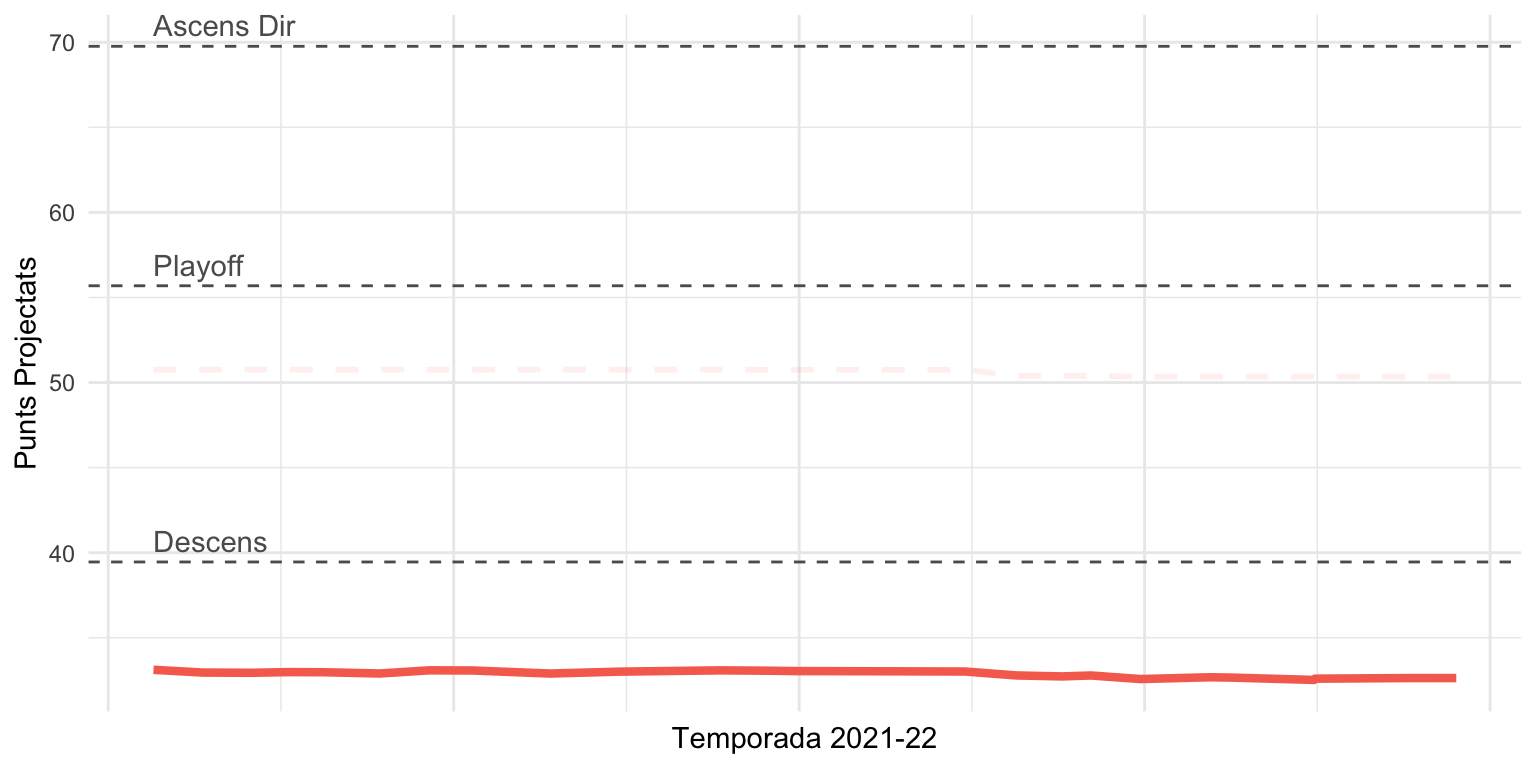 Ascens Dir
70
60
Playoff
50
Descens
40
Punts Projectats
Temporada 2021-22